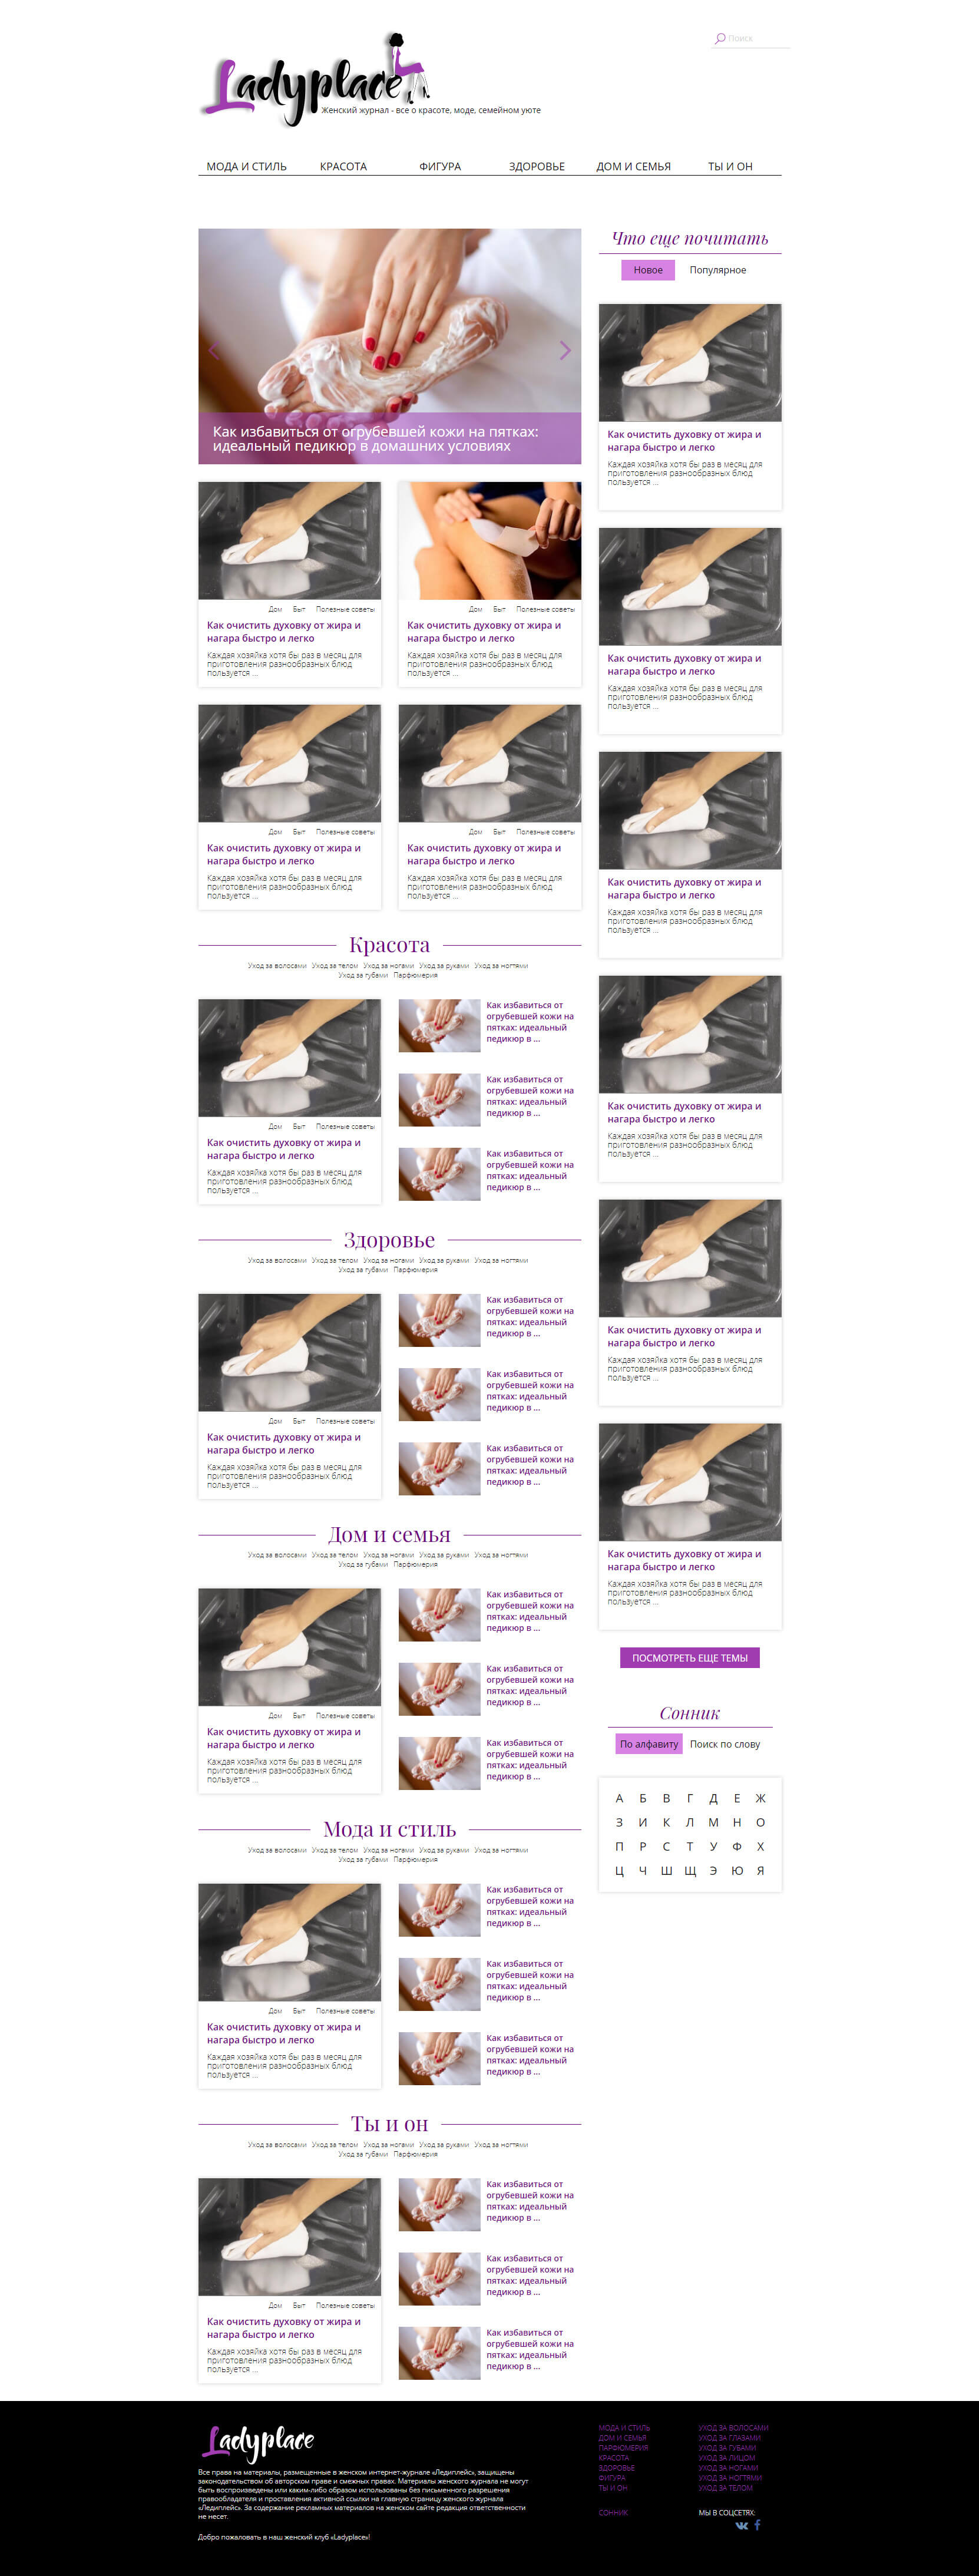 Поиск
Ladyplace
Женский журнал - все о красоте, моде, семейном уюте
МОДА И СТИЛЬ КРАСОТА ФИГУРА ЗДОРОВЬЕ ДОМ И СЕМЬЯ ТЫ И ОН
Как избавиться от огрубевшей кожи на пятках:
идеальный педикюр в домашних условиях
Дом Быт Полезные советы
Как очистить духовку от жира и
нагара быстро и легко
Каждая хозяйка хотя бы раз в месяц для
приготовления разнообразных блюд
пользуется ...
Дом Быт Полезные советы
Как очистить духовку от жира и
нагара быстро и легко
Каждая хозяйка хотя бы раз в месяц для
приготовления разнообразных блюд
пользуется ...
Дом Быт Полезные советы
Как очистить духовку от жира и
нагара быстро и легко
Каждая хозяйка хотя бы раз в месяц для
приготовления разнообразных блюд
пользуется ...
Дом Быт Полезные советы
Как очистить духовку от жира и
нагара быстро и легко
Каждая хозяйка хотя бы раз в месяц для
приготовления разнообразных блюд
пользуется ...
Красота
Уход за волосами Уход за телом Уход за ногами Уход за руками Уход за ногтями
Уход за губами Парфюмерия
Дом Быт Полезные советы
Как очистить духовку от жира и
нагара быстро и легко
Каждая хозяйка хотя бы раз в месяц для
приготовления разнообразных блюд
пользуется ...
Как избавиться от
огрубевшей кожи на
пятках: идеальный
педикюр в ...
Как избавиться от
огрубевшей кожи на
пятках: идеальный
педикюр в ...
Как избавиться от
огрубевшей кожи на
пятках: идеальный
педикюр в ...
Здоровье
Уход за волосами Уход за телом Уход за ногами Уход за руками Уход за ногтями
Уход за губами Парфюмерия
Дом Быт Полезные советы
Как очистить духовку от жира и
нагара быстро и легко
Каждая хозяйка хотя бы раз в месяц для
приготовления разнообразных блюд
пользуется ...
Как избавиться от
огрубевшей кожи на
пятках: идеальный
педикюр в ...
Как избавиться от
огрубевшей кожи на
пятках: идеальный
педикюр в ...
Как избавиться от
огрубевшей кожи на
пятках: идеальный
педикюр в ...
Дом и семья
Уход за волосами Уход за телом Уход за ногами Уход за руками Уход за ногтями
Уход за губами Парфюмерия
Дом Быт Полезные советы
Как очистить духовку от жира и
нагара быстро и легко
Каждая хозяйка хотя бы раз в месяц для
приготовления разнообразных блюд
пользуется ...
Как избавиться от
огрубевшей кожи на
пятках: идеальный
педикюр в ...
Как избавиться от
огрубевшей кожи на
пятках: идеальный
педикюр в ...
Как избавиться от
огрубевшей кожи на
пятках: идеальный
педикюр в ...
Мода и стиль
Уход за волосами Уход за телом Уход за ногами Уход за руками Уход за ногтями
Уход за губами Парфюмерия
Дом Быт Полезные советы
Как очистить духовку от жира и
нагара быстро и легко
Каждая хозяйка хотя бы раз в месяц для
приготовления разнообразных блюд
пользуется ...
Как избавиться от
огрубевшей кожи на
пятках: идеальный
педикюр в ...
Как избавиться от
огрубевшей кожи на
пятках: идеальный
педикюр в ...
Как избавиться от
огрубевшей кожи на
пятках: идеальный
педикюр в ...
Ты и он
Уход за волосами Уход за телом Уход за ногами Уход за руками Уход за ногтями
Уход за губами Парфюмерия
Дом Быт Полезные советы
Как очистить духовку от жира и
нагара быстро и легко
Каждая хозяйка хотя бы раз в месяц для
приготовления разнообразных блюд
пользуется ...
Как избавиться от
огрубевшей кожи на
пятках: идеальный
педикюр в ...
Как избавиться от
огрубевшей кожи на
пятках: идеальный
педикюр в ...
Как избавиться от
огрубевшей кожи на
пятках: идеальный
педикюр в ...
Что еще почитать
Новое Популярное
Как очистить духовку от жира и
нагара быстро и легко
Каждая хозяйка хотя бы раз в месяц для
приготовления разнообразных блюд
пользуется ...
Как очистить духовку от жира и
нагара быстро и легко
Каждая хозяйка хотя бы раз в месяц для
приготовления разнообразных блюд
пользуется ...
Как очистить духовку от жира и
нагара быстро и легко
Каждая хозяйка хотя бы раз в месяц для
приготовления разнообразных блюд
пользуется ...
Как очистить духовку от жира и
нагара быстро и легко
Каждая хозяйка хотя бы раз в месяц для
приготовления разнообразных блюд
пользуется ...
Как очистить духовку от жира и
нагара быстро и легко
Каждая хозяйка хотя бы раз в месяц для
приготовления разнообразных блюд
пользуется ...
Как очистить духовку от жира и
нагара быстро и легко
Каждая хозяйка хотя бы раз в месяц для
приготовления разнообразных блюд
пользуется ...
ПОСМОТРЕТЬ ЕЩЕ ТЕМЫ
Сонник
По алфавиту Поиск по слову
А Б В Г Д Е Ж
З И К Л М Н О
П Р С Т У Ф Х
Ц Ч Ш Щ Э Ю Я
Ladyplace
Все права на материалы, размещенные в женском интернет-журнале «Ледиплейс», защищены
законодательством об авторском праве и смежных правах. Материалы женского журнала не могут
быть воспроизведены или каким-либо образом использованы без письменного разрешения
правообладателя и проставления активной ссылки на главную страницу женского журнала
«Ледиплейс». За содержание рекламных материалов на женском сайте редакция ответственности
не несет.
Добро пожаловать в наш женский клуб «Ladyplace»!
МОДА И СТИЛЬ
ДОМ И СЕМЬЯ
ПАРФЮМЕРИЯ
КРАСОТА
ЗДОРОВЬЕ
ФИГУРА
ТЫ И ОН
СОННИК
УХОД ЗА ВОЛОСАМИ
УХОД ЗА ГЛАЗАМИ
УХОД ЗА ГУБАМИ
УХОД ЗА ЛИЦОМ
УХОД ЗА НОГАМИ
УХОД ЗА НОГТЯМИ
УХОД ЗА ТЕЛОМ
МЫ В СОЦСЕТЯХ: